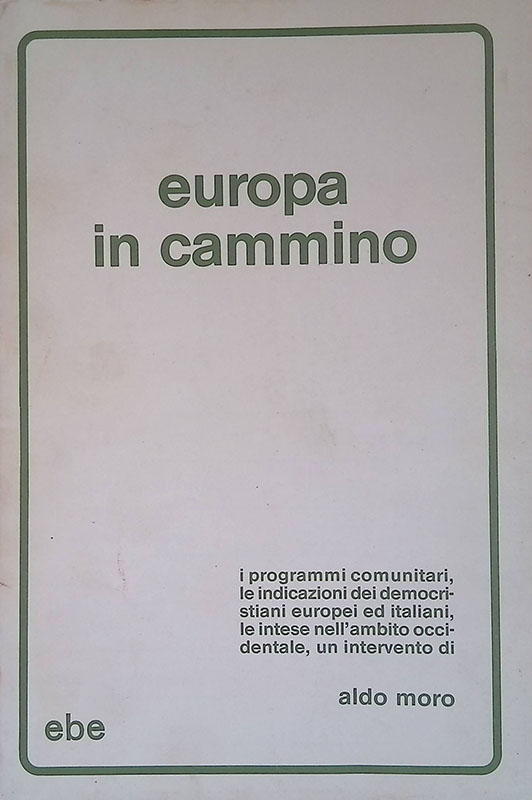 europa
in cammino
i programmi comunitari,
le indicazioni dei democri-
stiani europei ed italiani,
le intese nell'ambito occi-
dentale, un intervento di
aldo moro
ebe